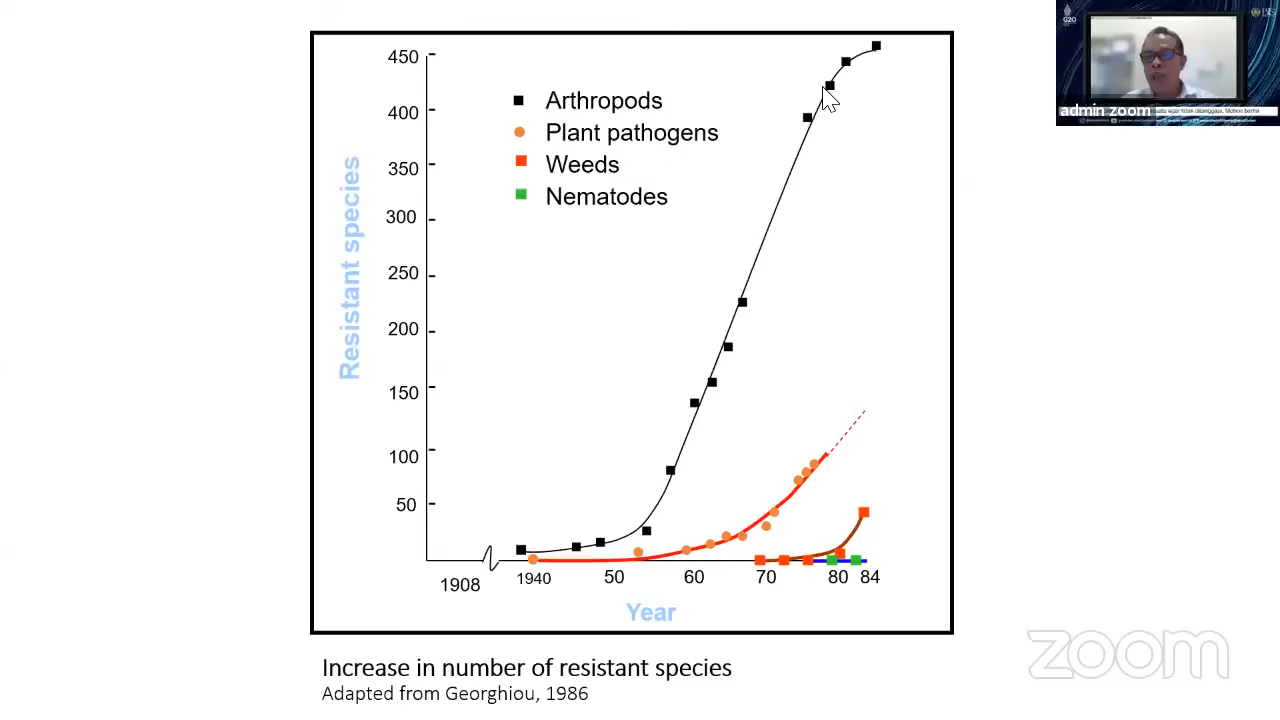 450
400
350
300
250
200
150
100
50
Resistant species
Arthropods
Plant pathogens
Weeds
Nematodes
1908
1940
50
60
70
80
84
Year
Increase in number of resistant species
Adapted from Georghiou, 1986
G20
admin zoom
zoom